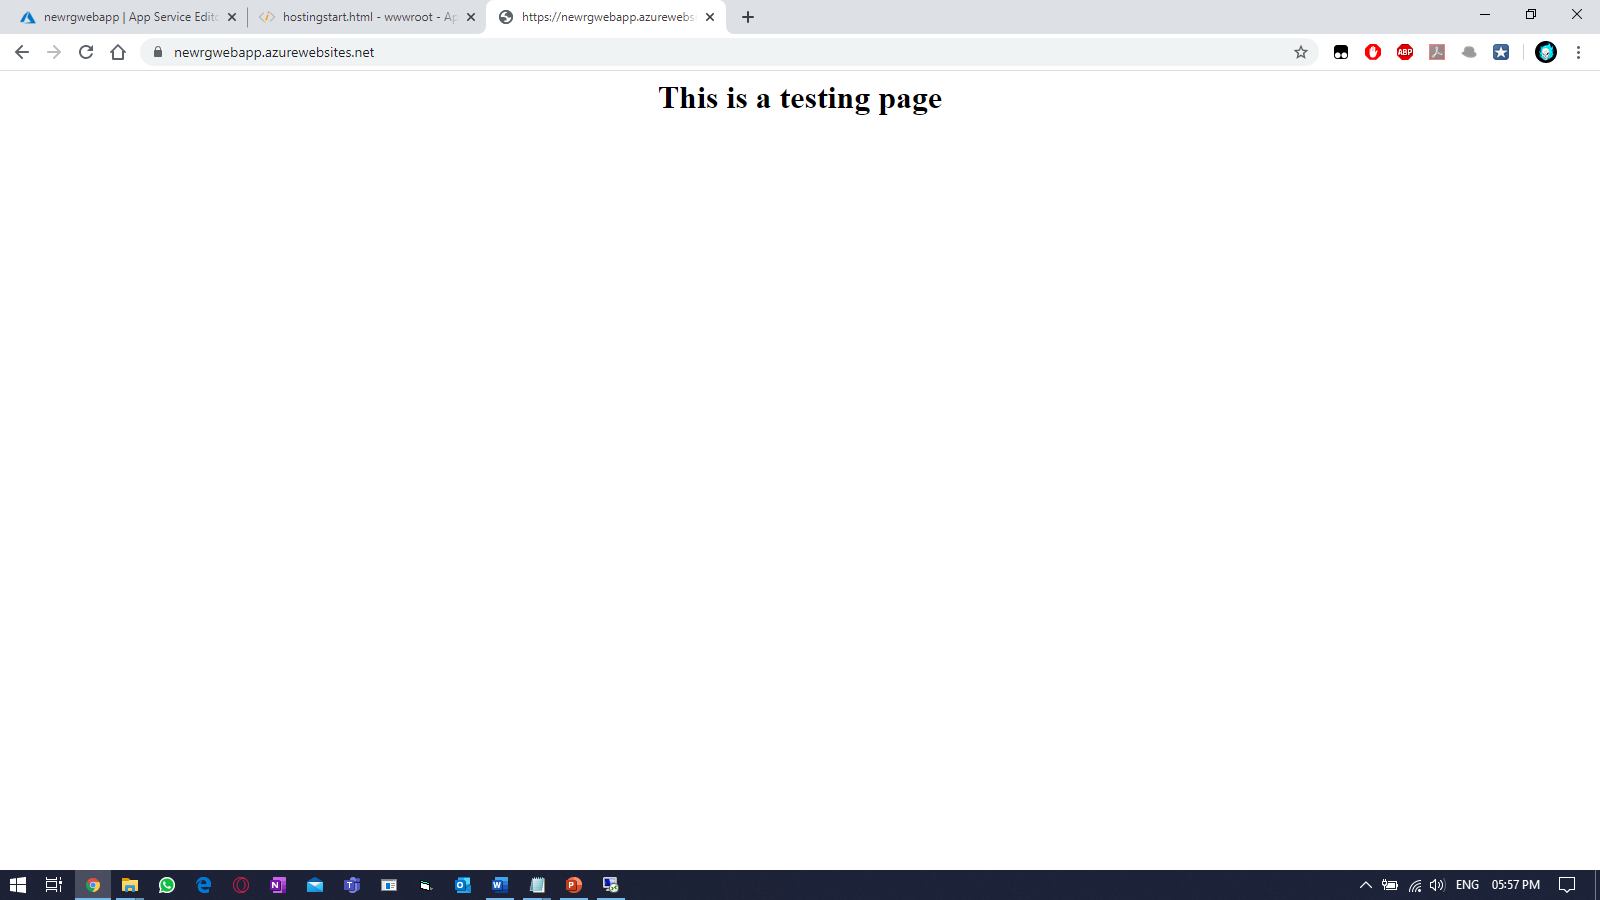 newrgwebapp | App Service Edit
hostingstart.html - wwwroot - Ap
https://newrgwebapp.azurewebs
newrgwebapp.azurewebsites.net
ABP
This is a testing page
ENG
05:57 PM